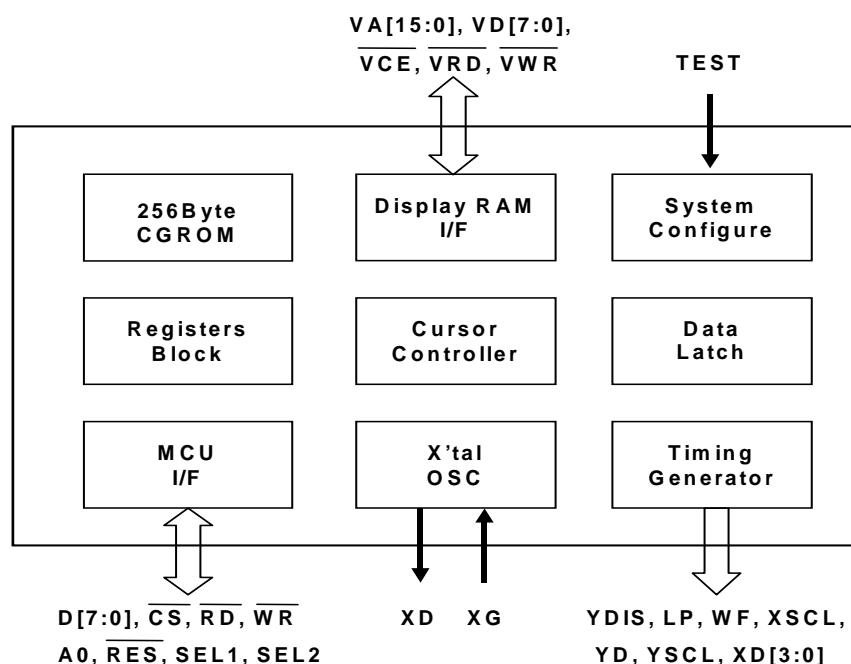 VA[15:0], VD[7:0],
VCE, VRD, VWR
TEST
256Byte
CGROM
Display RAM
I/F
System
Configure
Registers
Block
Cursor
Controller
Data
Latch
MCU
I/F
X’tal
OSC
Timing
Generator
D[7:0], CS, RD, WR
A0, RES, SEL1, SEL2
XD
XG
YDIS, LP, WF, XSCL,
YD, YSCL, XD[3:0]